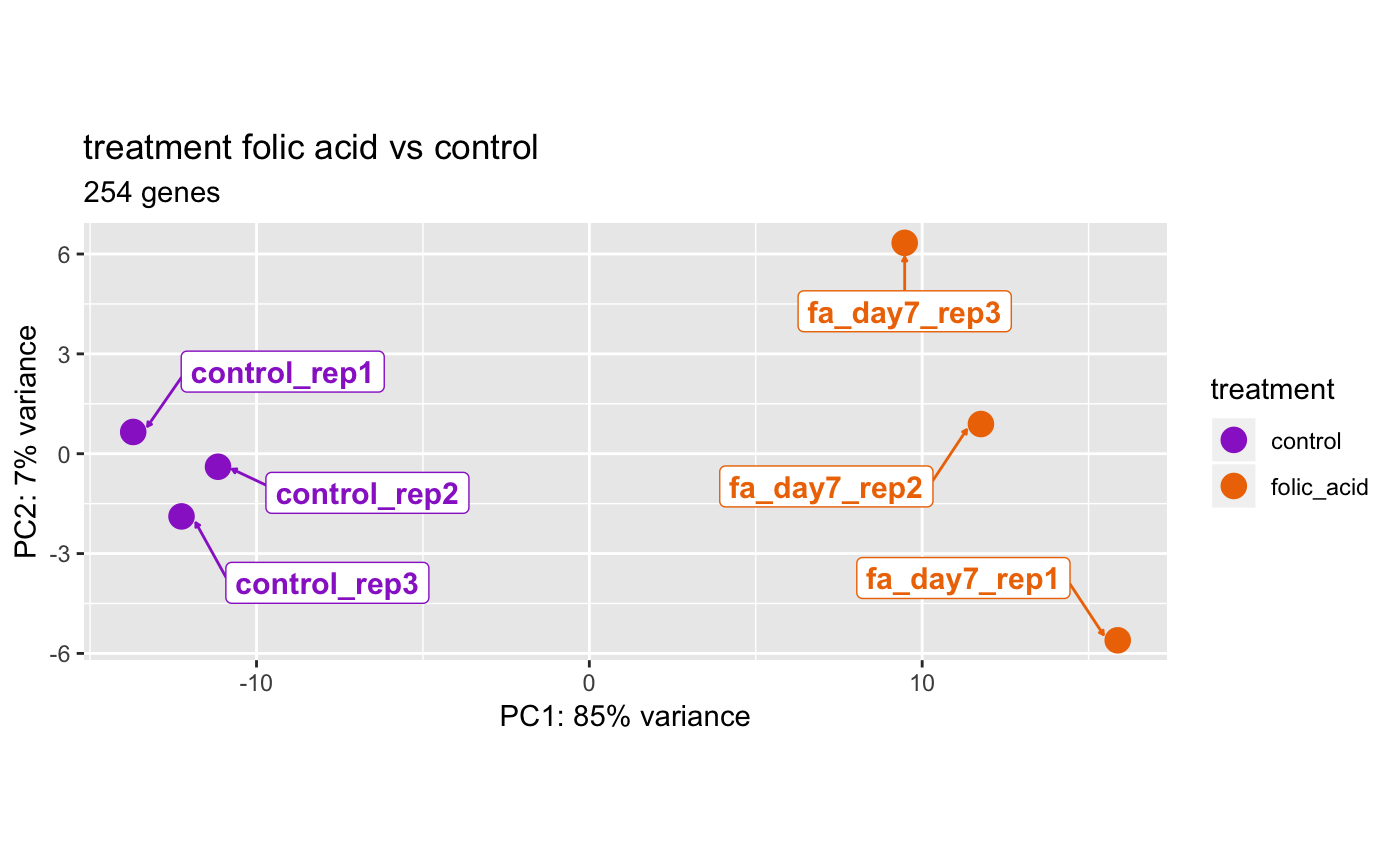 treatment folic acid vs control
254 genes
PC2: 7% variance
6
3
0
-3
-6
fa_day7_rep3
control_rep1
fa_day7_rep2
control_rep2
fa_day7_rep1
control_rep3
-10
0
10
PC1: 85% variance
treatment
control
folic_acid